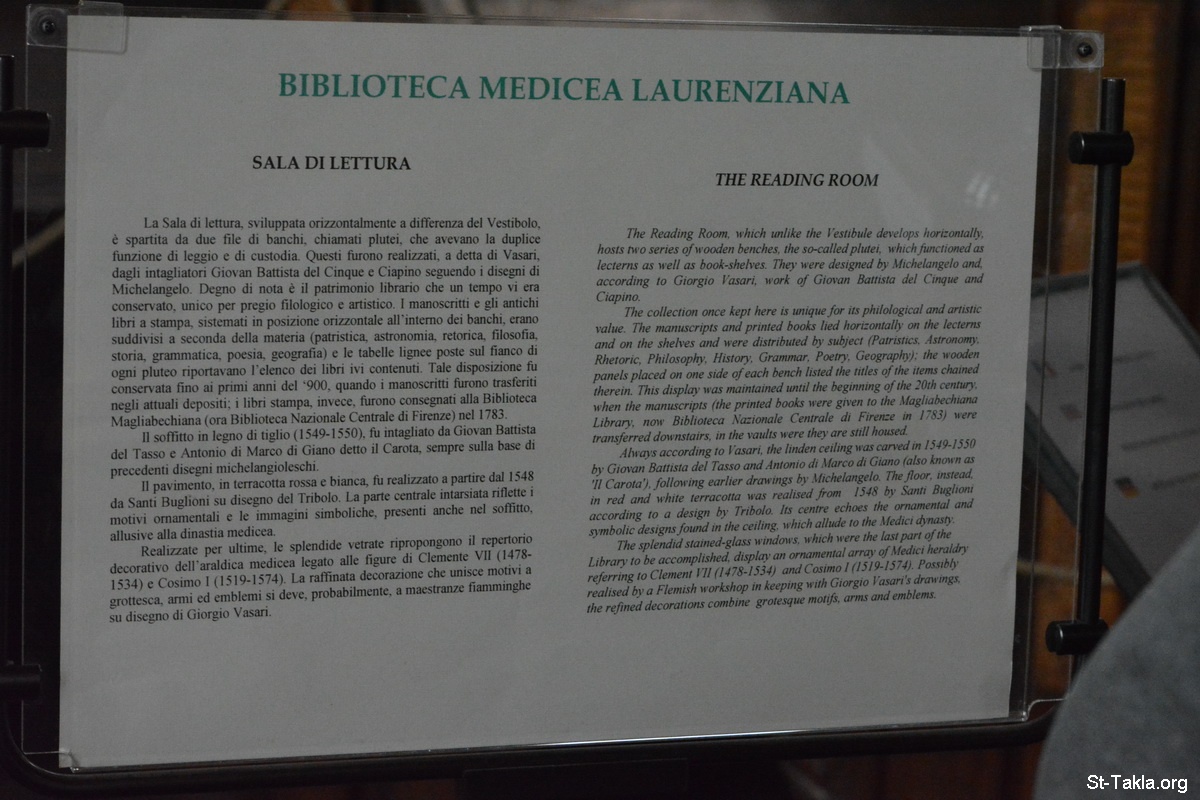 BIBLIOTECA MEDICEA LAURENZIANA
SALA DI LETTURA
La Sala di lettura, sviluppata orizzontalmente a differenza del Vestibolo,
è spartita da due file di banchi, chiamati plutei, che avevano la duplice
funzione di leggio e di custodia. Questi furono realizzati, a detta di Vasari,
dagli intagliatori Giovan Battista del Cinque e Ciapino seguendo i disegni di
Michelangelo. Degno di nota è il patrimonio librario che un tempo vi era
conservato, unico per pregio filologico e artistico. I manoscritti e gli antichi
libri a stampa, sistemati in posizione orizzontale all'interno dei banchi, erano
suddivisi a seconda della materia (patristica, astronomia, retorica, filosofia,
storia, grammatica, poesia, geografia) e le tabelle lignee poste sul fianco di
ogni pluteo riportavano l'elenco dei libri ivi contenuti. Tale disposizione fu
conservata fino ai primi anni del '900, quando i manoscritti furono trasferiti
negli attuali depositi; i libri stampa, invece, furono consegnati alla Biblioteca
Magliabechiana (ora Biblioteca Nazionale Centrale di Firenze) nel 1783.
Il soffitto in legno di tiglio (1549-1550), fu intagliato da Giovan Battista
del Tasso e Antonio di Marco di Giano detto il Carota, sempre sulla base di
precedenti disegni michelangioleschi.
Il pavimento, in terracotta rossa e bianca, fu realizzato a partire dal 1548
da Santi Buglioni su disegno del Tribolo. La parte centrale intarsiata riflette i
motivi ornamentali e le immagini simboliche, presenti anche nel soffitto,
allusive alla dinastia medicea.
Realizzate per ultime, le splendide vetrate ripropongono il repertorio
decorativo dell'araldica medicea legato alle figure di Clemente VII (1478-
1534) e Cosimo I (1519-1574). La raffinata decorazione che unisce motivi a
grottesca, armi ed emblemi si deve, probabilmente, a maestranze fiamminghe
su disegno di Giorgio Vasari.
THE READING ROOM
The Reading Room, which unlike the Vestibule develops horizontally,
hosts two series of wooden benches, the so-called plutei, which functioned as
lecterns as well as book-shelves. They were designed by Michelangelo and,
according to Giorgio Vasari, work of Giovan Battista del Cinque and
Ciapino.
The collection once kept here is unique for its philological and artistic
value. The manuscripts and printed books lied horizontally on the lecterns
and on the shelves and were distributed by subject (Patristics, Astronomy,
Rhetoric, Philosophy, History, Grammar, Poetry, Geography); the wooden
panels placed on one side of each bench listed the titles of the items chained
therein. This display was maintained until the beginning of the 20th century,
when the manuscripts (the printed books were given to the Magliabechiana
Library, now Biblioteca Nazionale Centrale di Firenze in 1783) were
transferred downstairs, in the vaults were they are still housed.
Always according to Vasari, the linden ceiling was carved in 1549-1550
by Giovan Battista del Tasso and Antonio di Marco di Giano (also known as
'Il Carota'), following earlier drawings by Michelangelo. The floor, instead,
in red and white terracotta was realised from 1548 by Santi Buglioni
according to a design by Tribolo. Its centre echoes the ornamental and
symbolic designs found in the ceiling, which allude to the Medici dynasty.
The splendid stained-glass windows, which were the last part of the
Library to be accomplished, display an ornamental array of Medici heraldry
referring to Clement VII (1478-1534) and Cosimo I (1519-1574). Possibly
realised by a Flemish workshop in keeping with Giorgio Vasari's drawings,
the refined decorations combine grotesque motifs, arms and emblems.
St-Takla.org